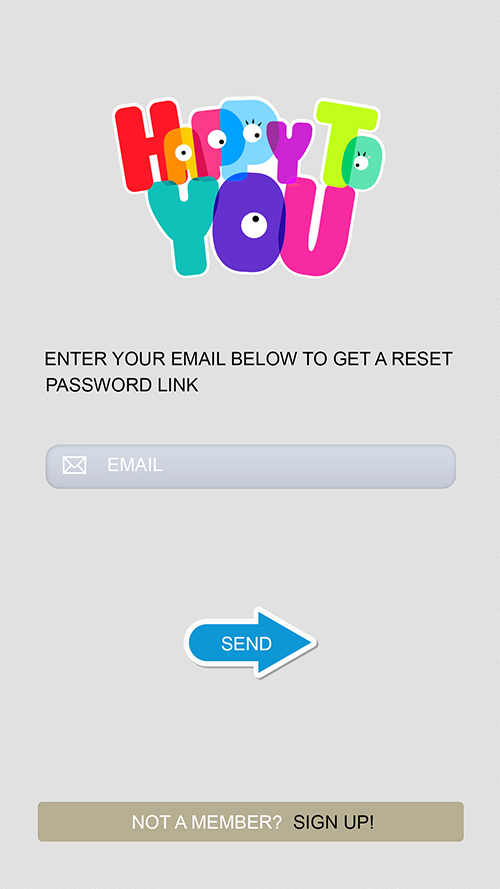 HAPPY TO
YOU
ENTER YOUR EMAIL BELOW TO GET A RESET
PASSWORD LINK
EMAIL
SEND
NOT A MEMBER? SIGN UP!